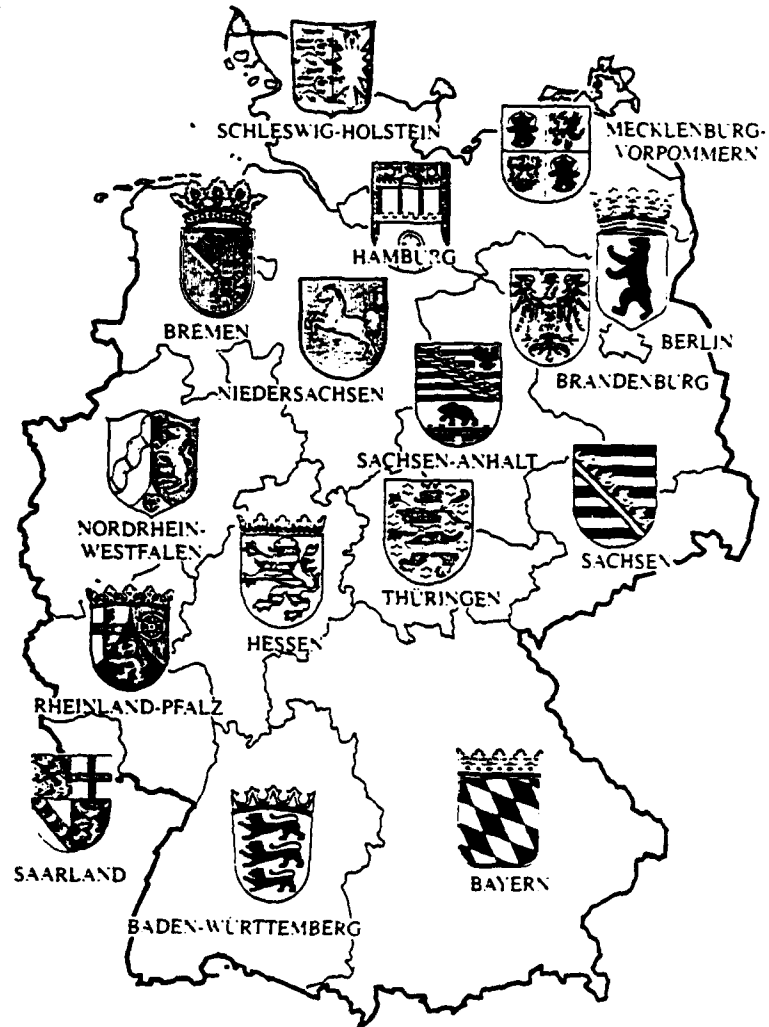 SCHLESWIG-HOLSTEIN
MECKLENBURG-
VORPOMMERN
HAMBURG
BREMEN
BERLIN
NIEDERSACHSEN
BRANDENBURG
SACHSEN-ANHALT
NORDRHEIN-
WESTFALEN
SACHSEN
THÜRINGEN
HESSEN
RHEINLAND-PFALZ
SAARLAND
BAYERN
BADEN-WÜRTTEMBERG